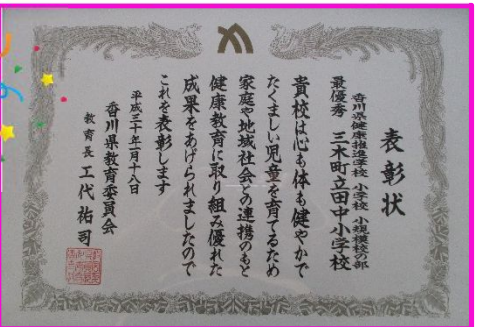 表彰状
香川県健康推進学校 小学校 小規模校の部
最優秀 三木町立田中小学校
貴校は心も体も健やかで
たくましい児童を育てるため
家庭や地域社会との連携のもと
健康教育に取り組み優れた
成果をあげられましたので
これを表彰します
平成三十年月十八日
香川県教育委員会
教育長 工代祐司